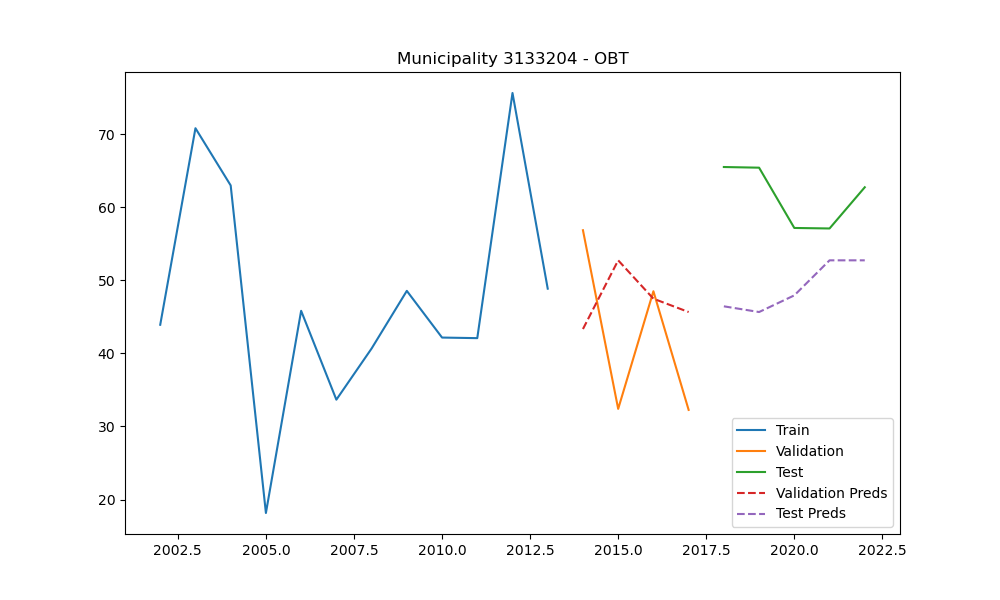 Municipality 3133204 - OBT
70
60
50
40
30
20
2002.5 2005.0 2007.5 2010.0 2012.5 2015.0 2017.5 2020.0 2022.5
Train
Validation
Test
Validation Preds
Test Preds